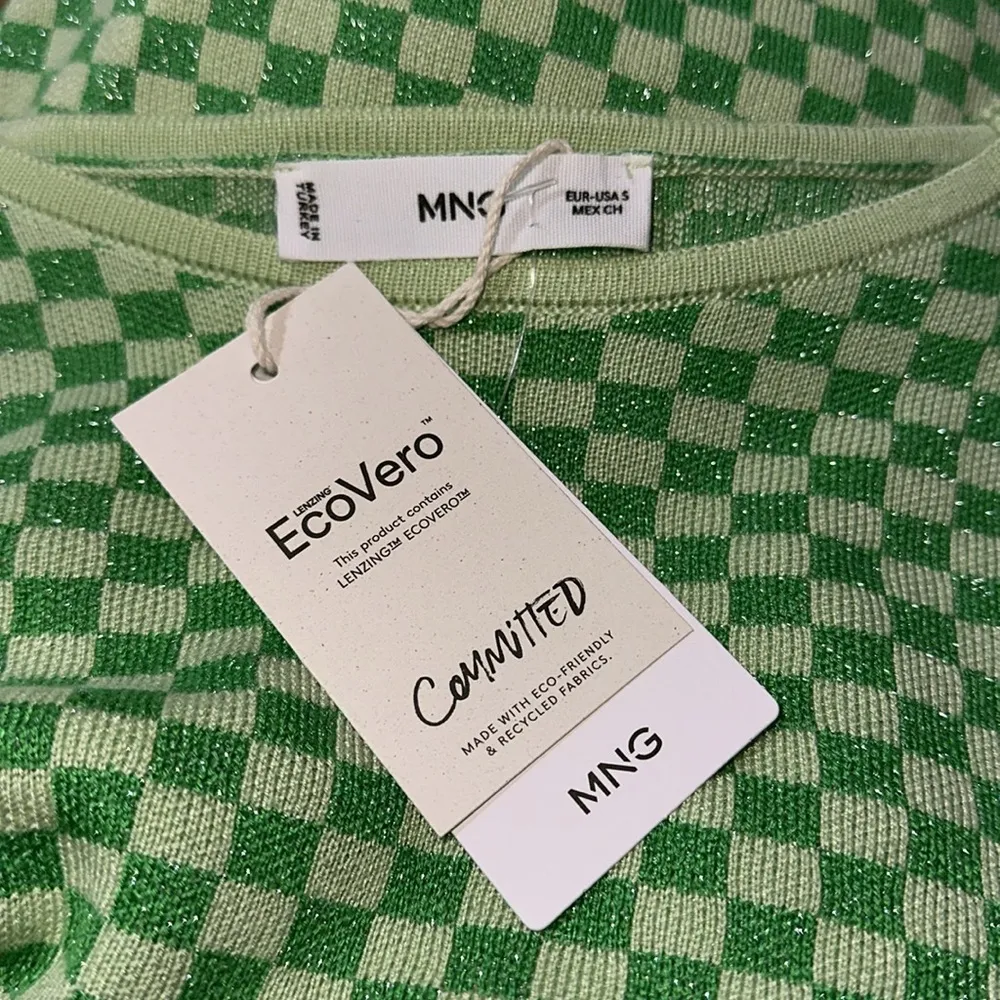 MADE IN
TURKEY
MNG
EUR-USA S
MEX CH
LENZING™
EcoVero™
This product contains
LENZING™ ECOVERO™
COMMiTTED
MADE WITH ECO-FRIENDLY
& RECYCLED FABRICS.
MNG